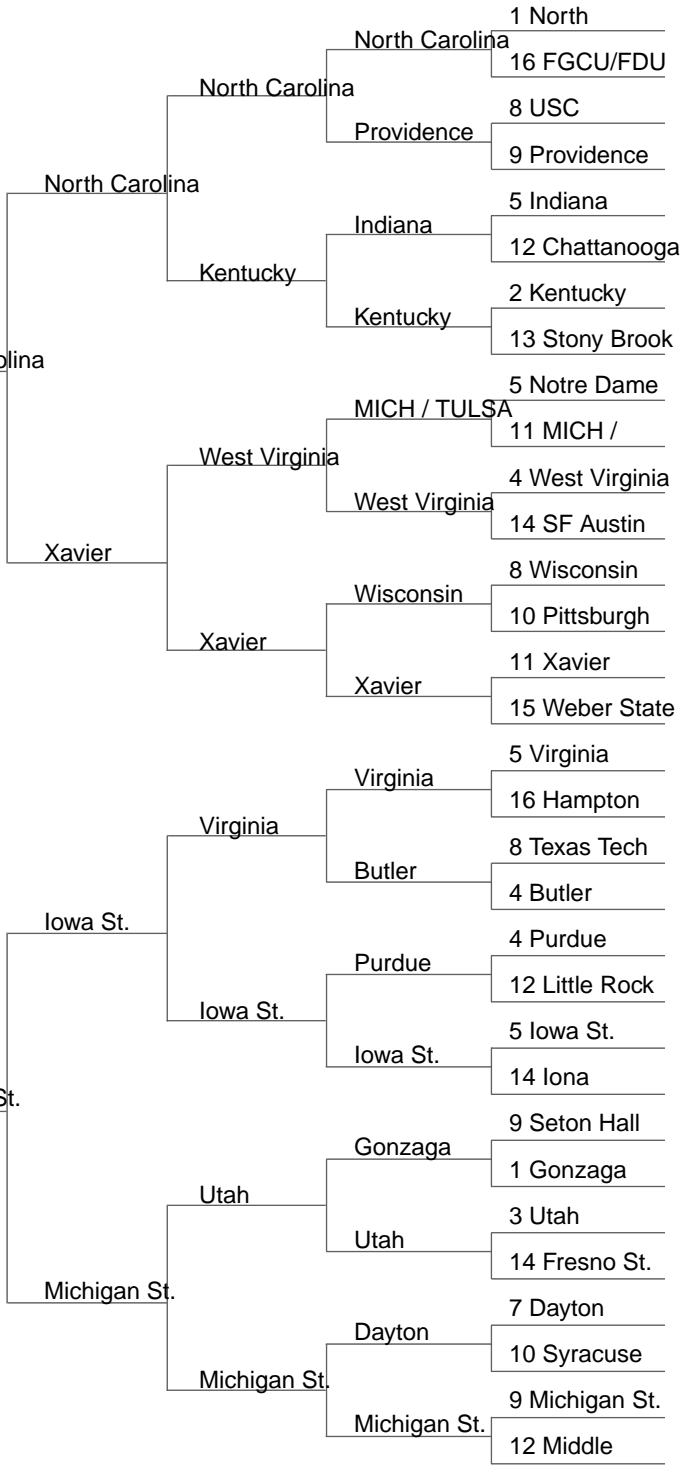 1 North
North Carolina
16 FGCU/FDU
North Carolina
8 USC
Providence
9 Providence
North Carolina
5 Indiana
Indiana
12 Chattanooga
Kentucky
2 Kentucky
Kentucky
13 Stony Brook
olina
5 Notre Dame
MICH / TULSA
11 MICH /
West Virginia
4 West Virginia
West Virginia
14 SF Austin
Xavier
8 Wisconsin
Wisconsin
10 Pittsburgh
Xavier
11 Xavier
Xavier
15 Weber State
5 Virginia
Virginia
16 Hampton
Virginia
8 Texas Tech
Butler
4 Butler
Iowa St.
4 Purdue
Purdue
12 Little Rock
Iowa St.
5 Iowa St.
Iowa St.
14 Iona
St.
9 Seton Hall
Gonzaga
1 Gonzaga
Utah
3 Utah
Utah
14 Fresno St.
Michigan St.
7 Dayton
Dayton
10 Syracuse
Michigan St.
9 Michigan St.
Michigan St.
12 Middle